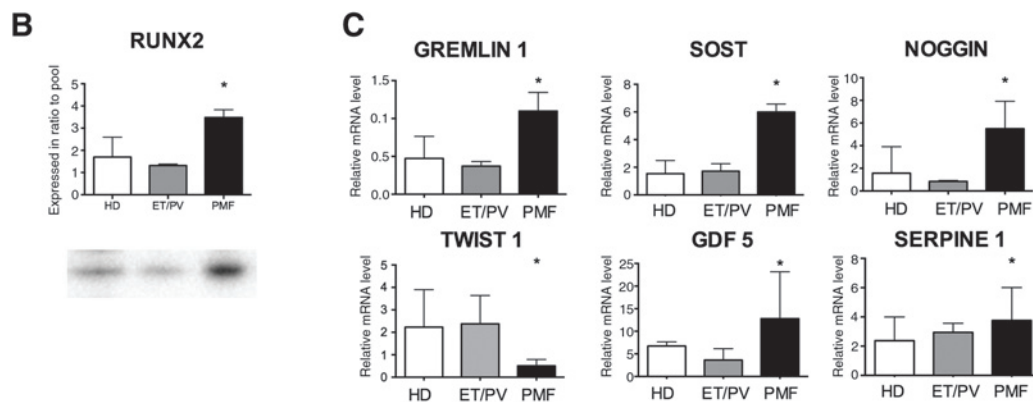 B
RUNX2
Expressed in ratio to pool
5
4
3
2
1
0
*
HD ET/PV PMF
C
GREMLIN 1
Relative mRNA level
1.5
1.0
0.5
0.0
*
HD ET/PV PMF
SOST
Relative mRNA level
8
6
4
2
0
*
HD ET/PV PMF
NOGGIN
Relative mRNA level
10
8
6
4
2
0
*
HD ET/PV PMF
TWIST 1
Relative mRNA level
5
4
3
2
1
0
*
HD ET/PV PMF
GDF 5
Relative mRNA level
25
20
15
10
5
0
*
HD ET/PV PMF
SERPINE 1
Relative mRNA level
8
6
4
2
0
*
HD ET/PV PMF